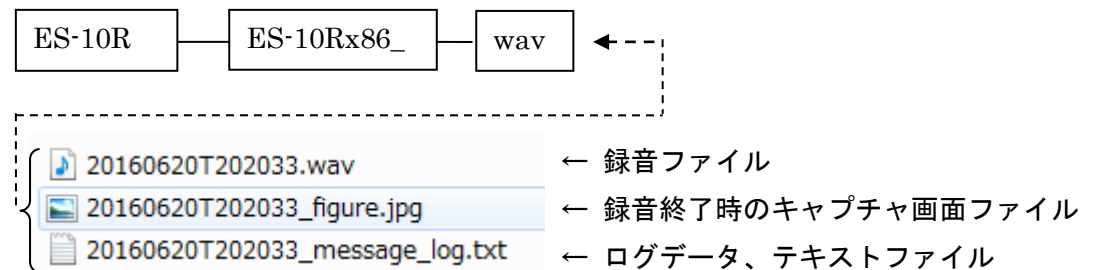 ES-10R ES-10Rx86_ wav
20160620T202033.wav ← 録音ファイル
20160620T202033_figure.jpg ← 録音終了時のキャプチャ画面ファイル
20160620T202033_message_log.txt ← ログデータ、テキストファイル